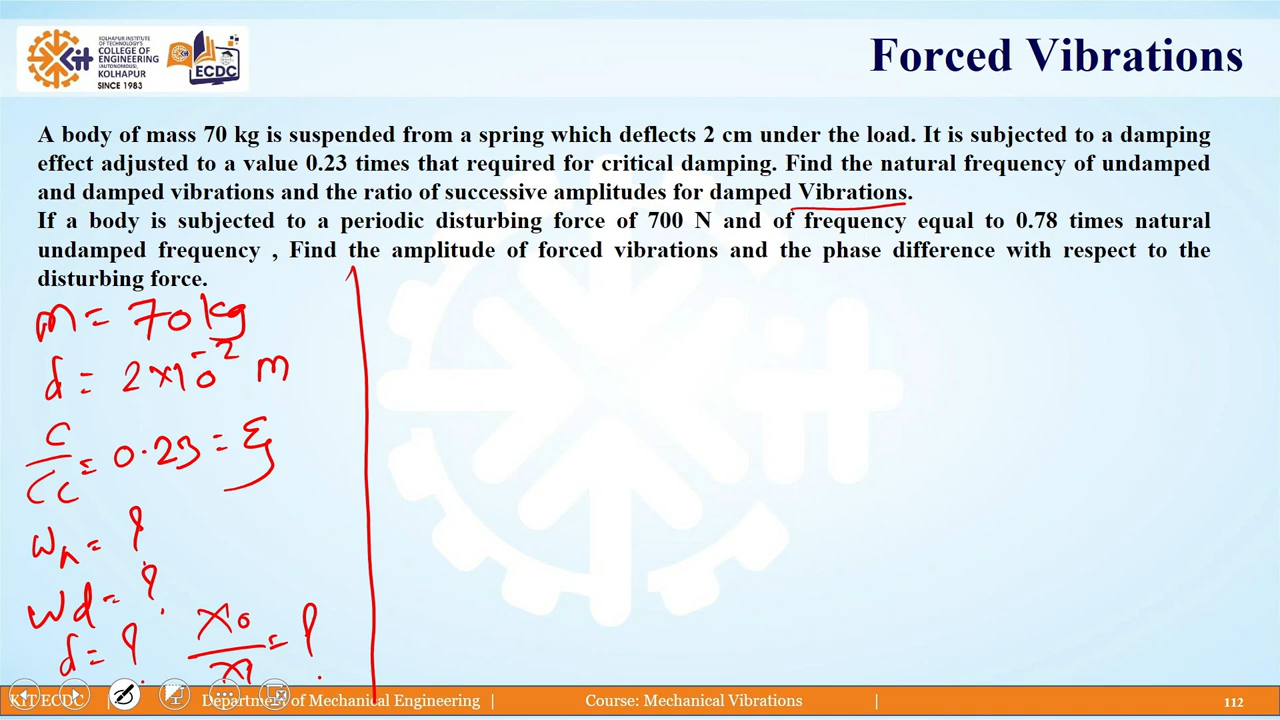 KOLHAPUR INSTITUTE
OF TECHNOLOGY'S
COLLEGE OF
ENGINEERING
(AUTONOMOUS),
KOLHAPUR
SINCE 1983
Kit
ECDC
Forced Vibrations
A body of mass 70 kg is suspended from a spring which deflects 2 cm under the load. It is subjected to a damping
effect adjusted to a value 0.23 times that required for critical damping. Find the natural frequency of undamped
and damped vibrations and the ratio of successive amplitudes for damped Vibrations.
If a body is subjected to a periodic disturbing force of 700 N and of frequency equal to 0.78 times natural
undamped frequency , Find the amplitude of forced vibrations and the phase difference with respect to the
disturbing force.
m = 70 kg
d = 2 × 10⁻² m
C/Cc = 0.23 = ξ
ωn = ?
ωd = ?
d = ? x0/x1 = ?
KIT ECDC | Department of Mechanical Engineering | Course: Mechanical Vibrations | 112